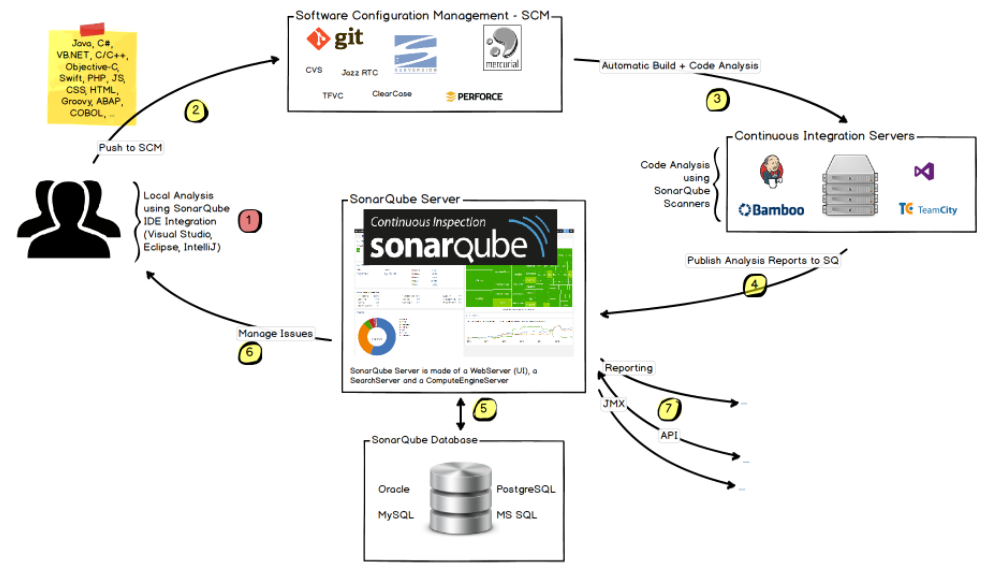 Java, C#,
VB.NET, C/C++,
Objective-C,
Swift, PHP, JS,
CSS, HTML,
Groovy, ABAP,
COBOL, ...
2
Push to SCM
Software Configuration Management - SCM
git
CVS
Jazz RTC
SUBVERSION
mercurial
TFVC
ClearCase
PERFORCE
Automatic Build + Code Analysis
3
Continuous Integration Servers
Code Analysis
using
SonarQube
Scanners
Bamboo
TeamCity
Local Analysis
using SonarQube
IDE Integration
(Visual Studio,
Eclipse, IntelliJ)
1
SonarQube Server
Continuous Inspection
sonarqube
SonarQube Server is made of a WebServer (UI), a
SearchServer and a ComputeEngineServer
Publish Analysis Reports to SQ
4
Manage Issues
6
5
Reporting
...
JMX
7
API
...
...
SonarQube Database
Oracle
PostgreSQL
MySQL
MS SQL